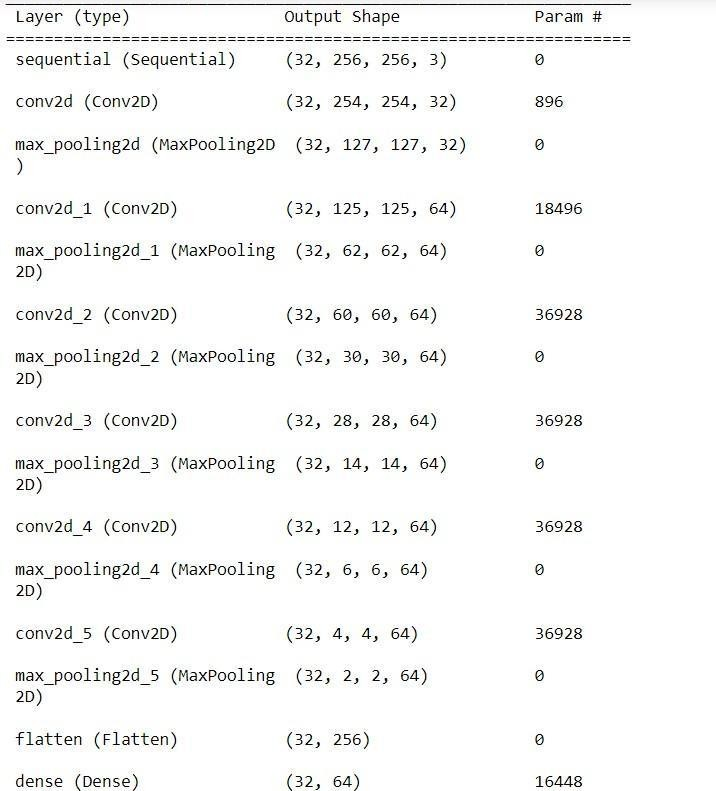 Layer (type) Output Shape Param #
=================================================================
sequential (Sequential) (32, 256, 256, 3) 0
conv2d (Conv2D) (32, 254, 254, 32) 896
max_pooling2d (MaxPooling2D (32, 127, 127, 32) 0
)
conv2d_1 (Conv2D) (32, 125, 125, 64) 18496
max_pooling2d_1 (MaxPooling (32, 62, 62, 64) 0
2D)
conv2d_2 (Conv2D) (32, 60, 60, 64) 36928
max_pooling2d_2 (MaxPooling (32, 30, 30, 64) 0
2D)
conv2d_3 (Conv2D) (32, 28, 28, 64) 36928
max_pooling2d_3 (MaxPooling (32, 14, 14, 64) 0
2D)
conv2d_4 (Conv2D) (32, 12, 12, 64) 36928
max_pooling2d_4 (MaxPooling (32, 6, 6, 64) 0
2D)
conv2d_5 (Conv2D) (32, 4, 4, 64) 36928
max_pooling2d_5 (MaxPooling (32, 2, 2, 64) 0
2D)
flatten (Flatten) (32, 256) 0
dense (Dense) (32, 64) 16448